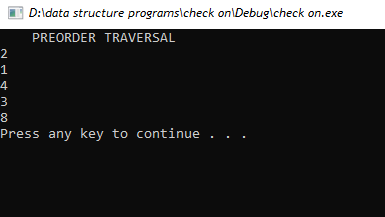 D:\data structure programs\check on\Debug\check on.exe
PREORDER TRAVERSAL
2
1
4
3
8
Press any key to continue . . .